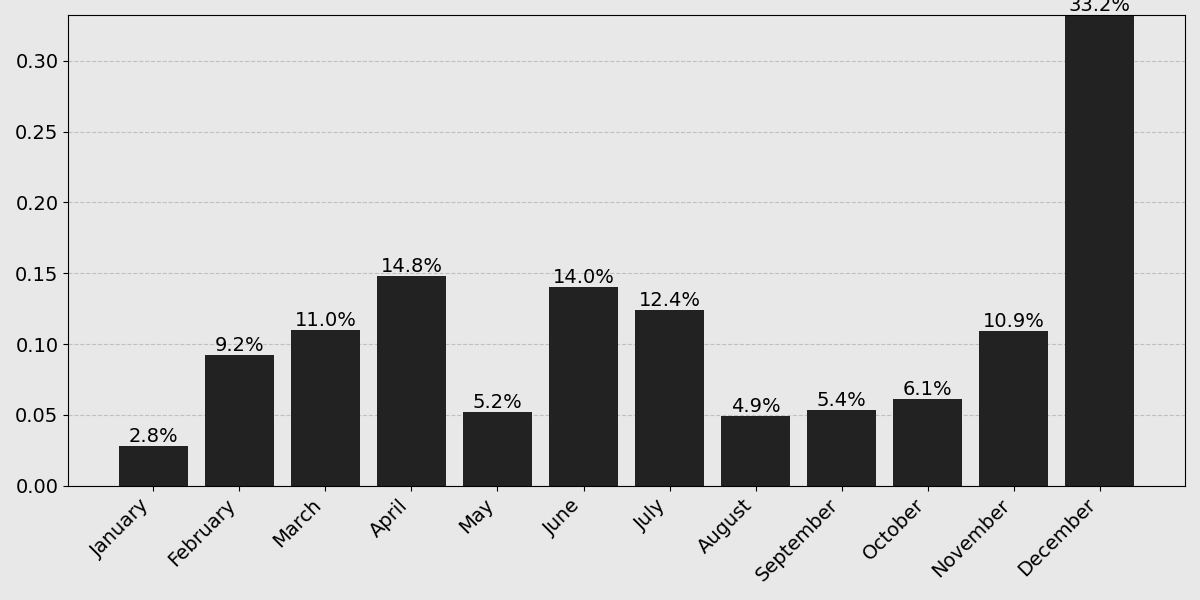 33.2%
0.30
0.25
0.20
14.8%
14.0%
0.15
12.4%
11.0%
10.9%
9.2%
0.10
6.1%
5.2%
4.9%
5.4%
0.05
2.8%
0.00
January
February
March
April
May
June
July
August
September
October
November
December